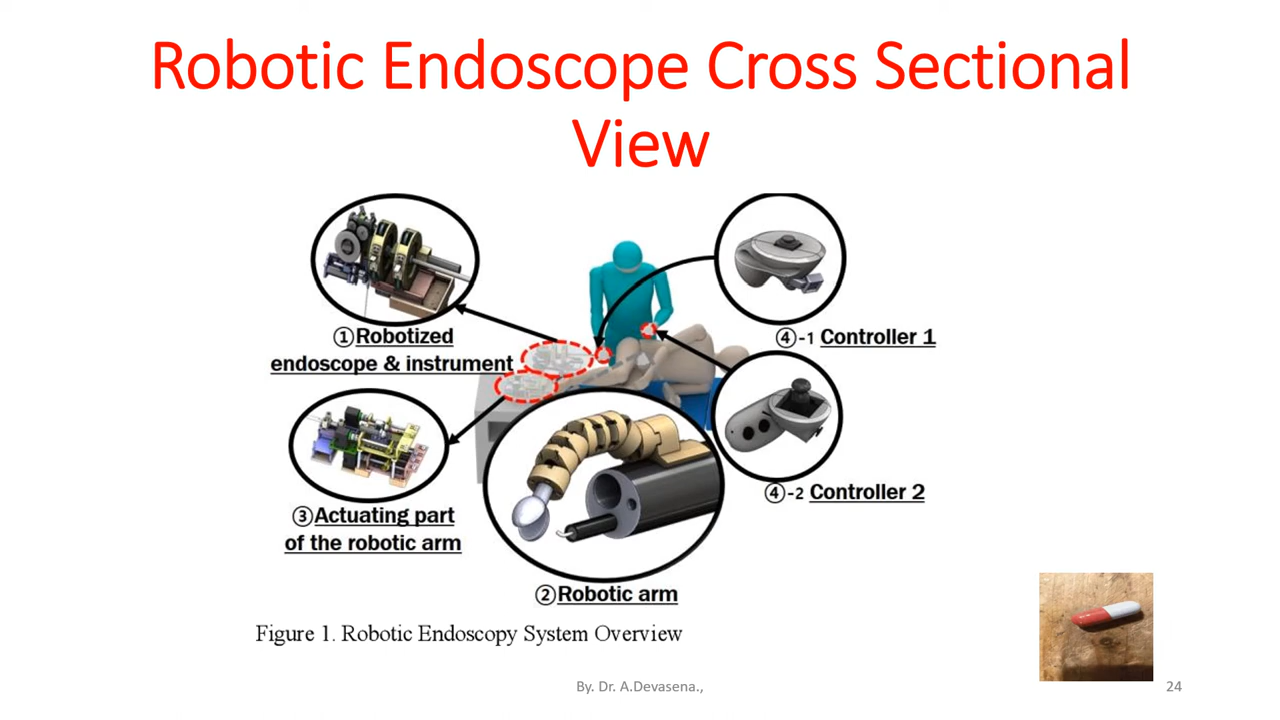 Robotic Endoscope Cross Sectional
View
①Robotized
endoscope & instrument
④-1 Controller 1
③Actuating part
of the robotic arm
④-2 Controller 2
②Robotic arm
Figure 1. Robotic Endoscopy System Overview
By. Dr. A.Devasena.,
24